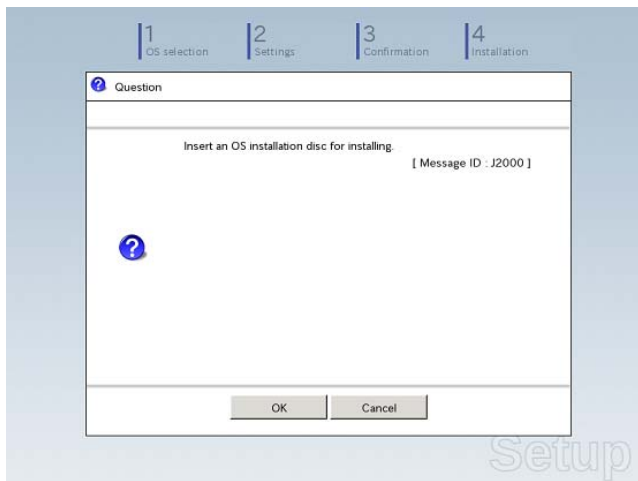 1 2 3 4
OS selection Settings Confirmation Installation
Question
Insert an OS installation disc for installing.
[ Message ID : J2000 ]
OK Cancel
Setup